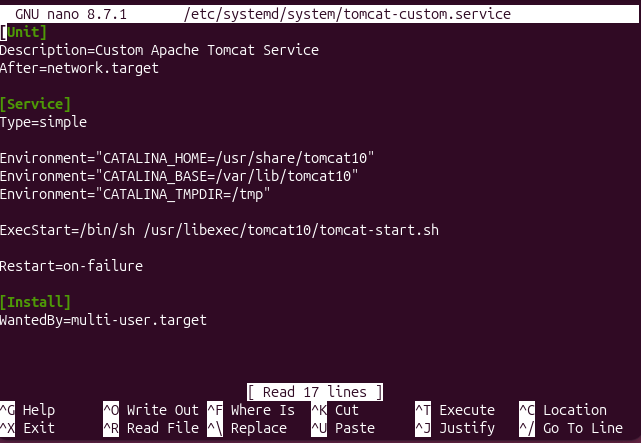 GNU nano 8.7.1 /etc/systemd/system/tomcat-custom.service
[Unit]
Description=Custom Apache Tomcat Service
After=network.target
[Service]
Type=simple
Environment="CATALINA_HOME=/usr/share/tomcat10"
Environment="CATALINA_BASE=/var/lib/tomcat10"
Environment="CATALINA_TMPDIR=/tmp"
ExecStart=/bin/sh /usr/libexec/tomcat10/tomcat-start.sh
Restart=on-failure
[Install]
WantedBy=multi-user.target
[ Read 17 lines ]
^G Help ^O Write Out ^F Where Is ^K Cut ^T Execute ^C Location
^X Exit ^R Read File ^\ Replace ^U Paste ^J Justify ^/ Go To Line